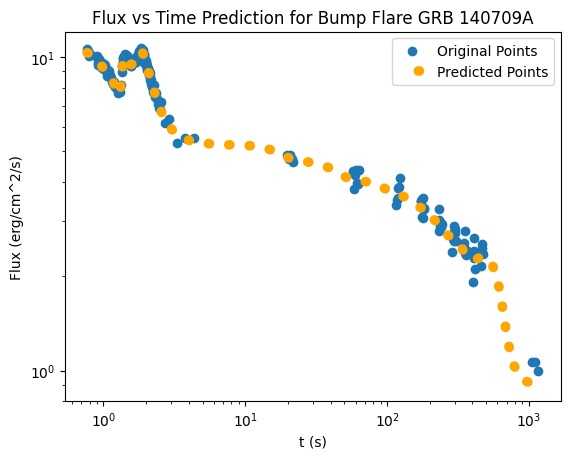 Flux vs Time Prediction for Bump Flare GRB 140709A
Original Points
Predicted Points
Flux (erg/cm^2/s)
10¹
10⁰
10⁰
10¹
10²
10³
t (s)